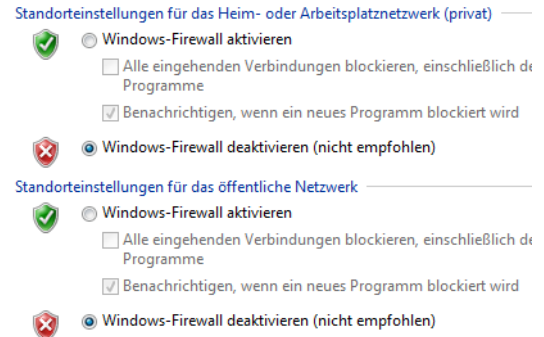 Standorteinstellungen für das Heim- oder Arbeitsplatznetzwerk (privat)
Windows-Firewall aktivieren
Alle eingehenden Verbindungen blockieren, einschließlich
Programme
Benachrichtigen, wenn ein neues Programm blockiert wird
Windows-Firewall deaktivieren (nicht empfohlen)
Standorteinstellungen für das öffentliche Netzwerk
Windows-Firewall aktivieren
Alle eingehenden Verbindungen blockieren, einschließlich
Programme
Benachrichtigen, wenn ein neues Programm blockiert wird
Windows-Firewall deaktivieren (nicht empfohlen)